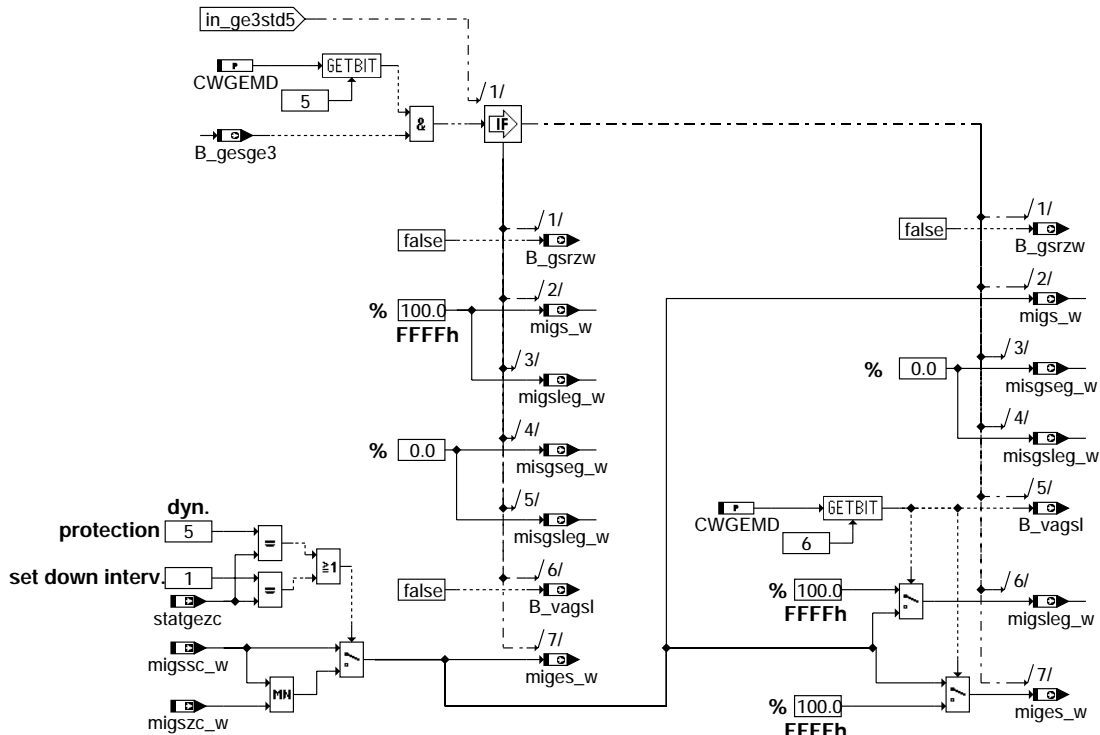 in_ge3std5
P
GETBIT
CWGEMD
5
1/
&
IF
B_gesge3
1/
false
B_gsrzw
2/
% 100.0
FFFFh
migs_w
3/
migsleg_w
4/
% 0.0
misgseg_w
5/
misgsleg_w
6/
false
B_vagsl
7/
miges_w
dyn.
protection 5
=
≥1
set down interv. 1
=
statgezc
migssc_w
MN
migszc_w
1/
false
B_gsrzw
2/
migs_w
3/
% 0.0
misgseg_w
4/
misgsleg_w
5/
P
GETBIT
CWGEMD
6
B_vagsl
6/
% 100.0
FFFFh
migsleg_w
7/
% 100.0
FFFFh
miges_w